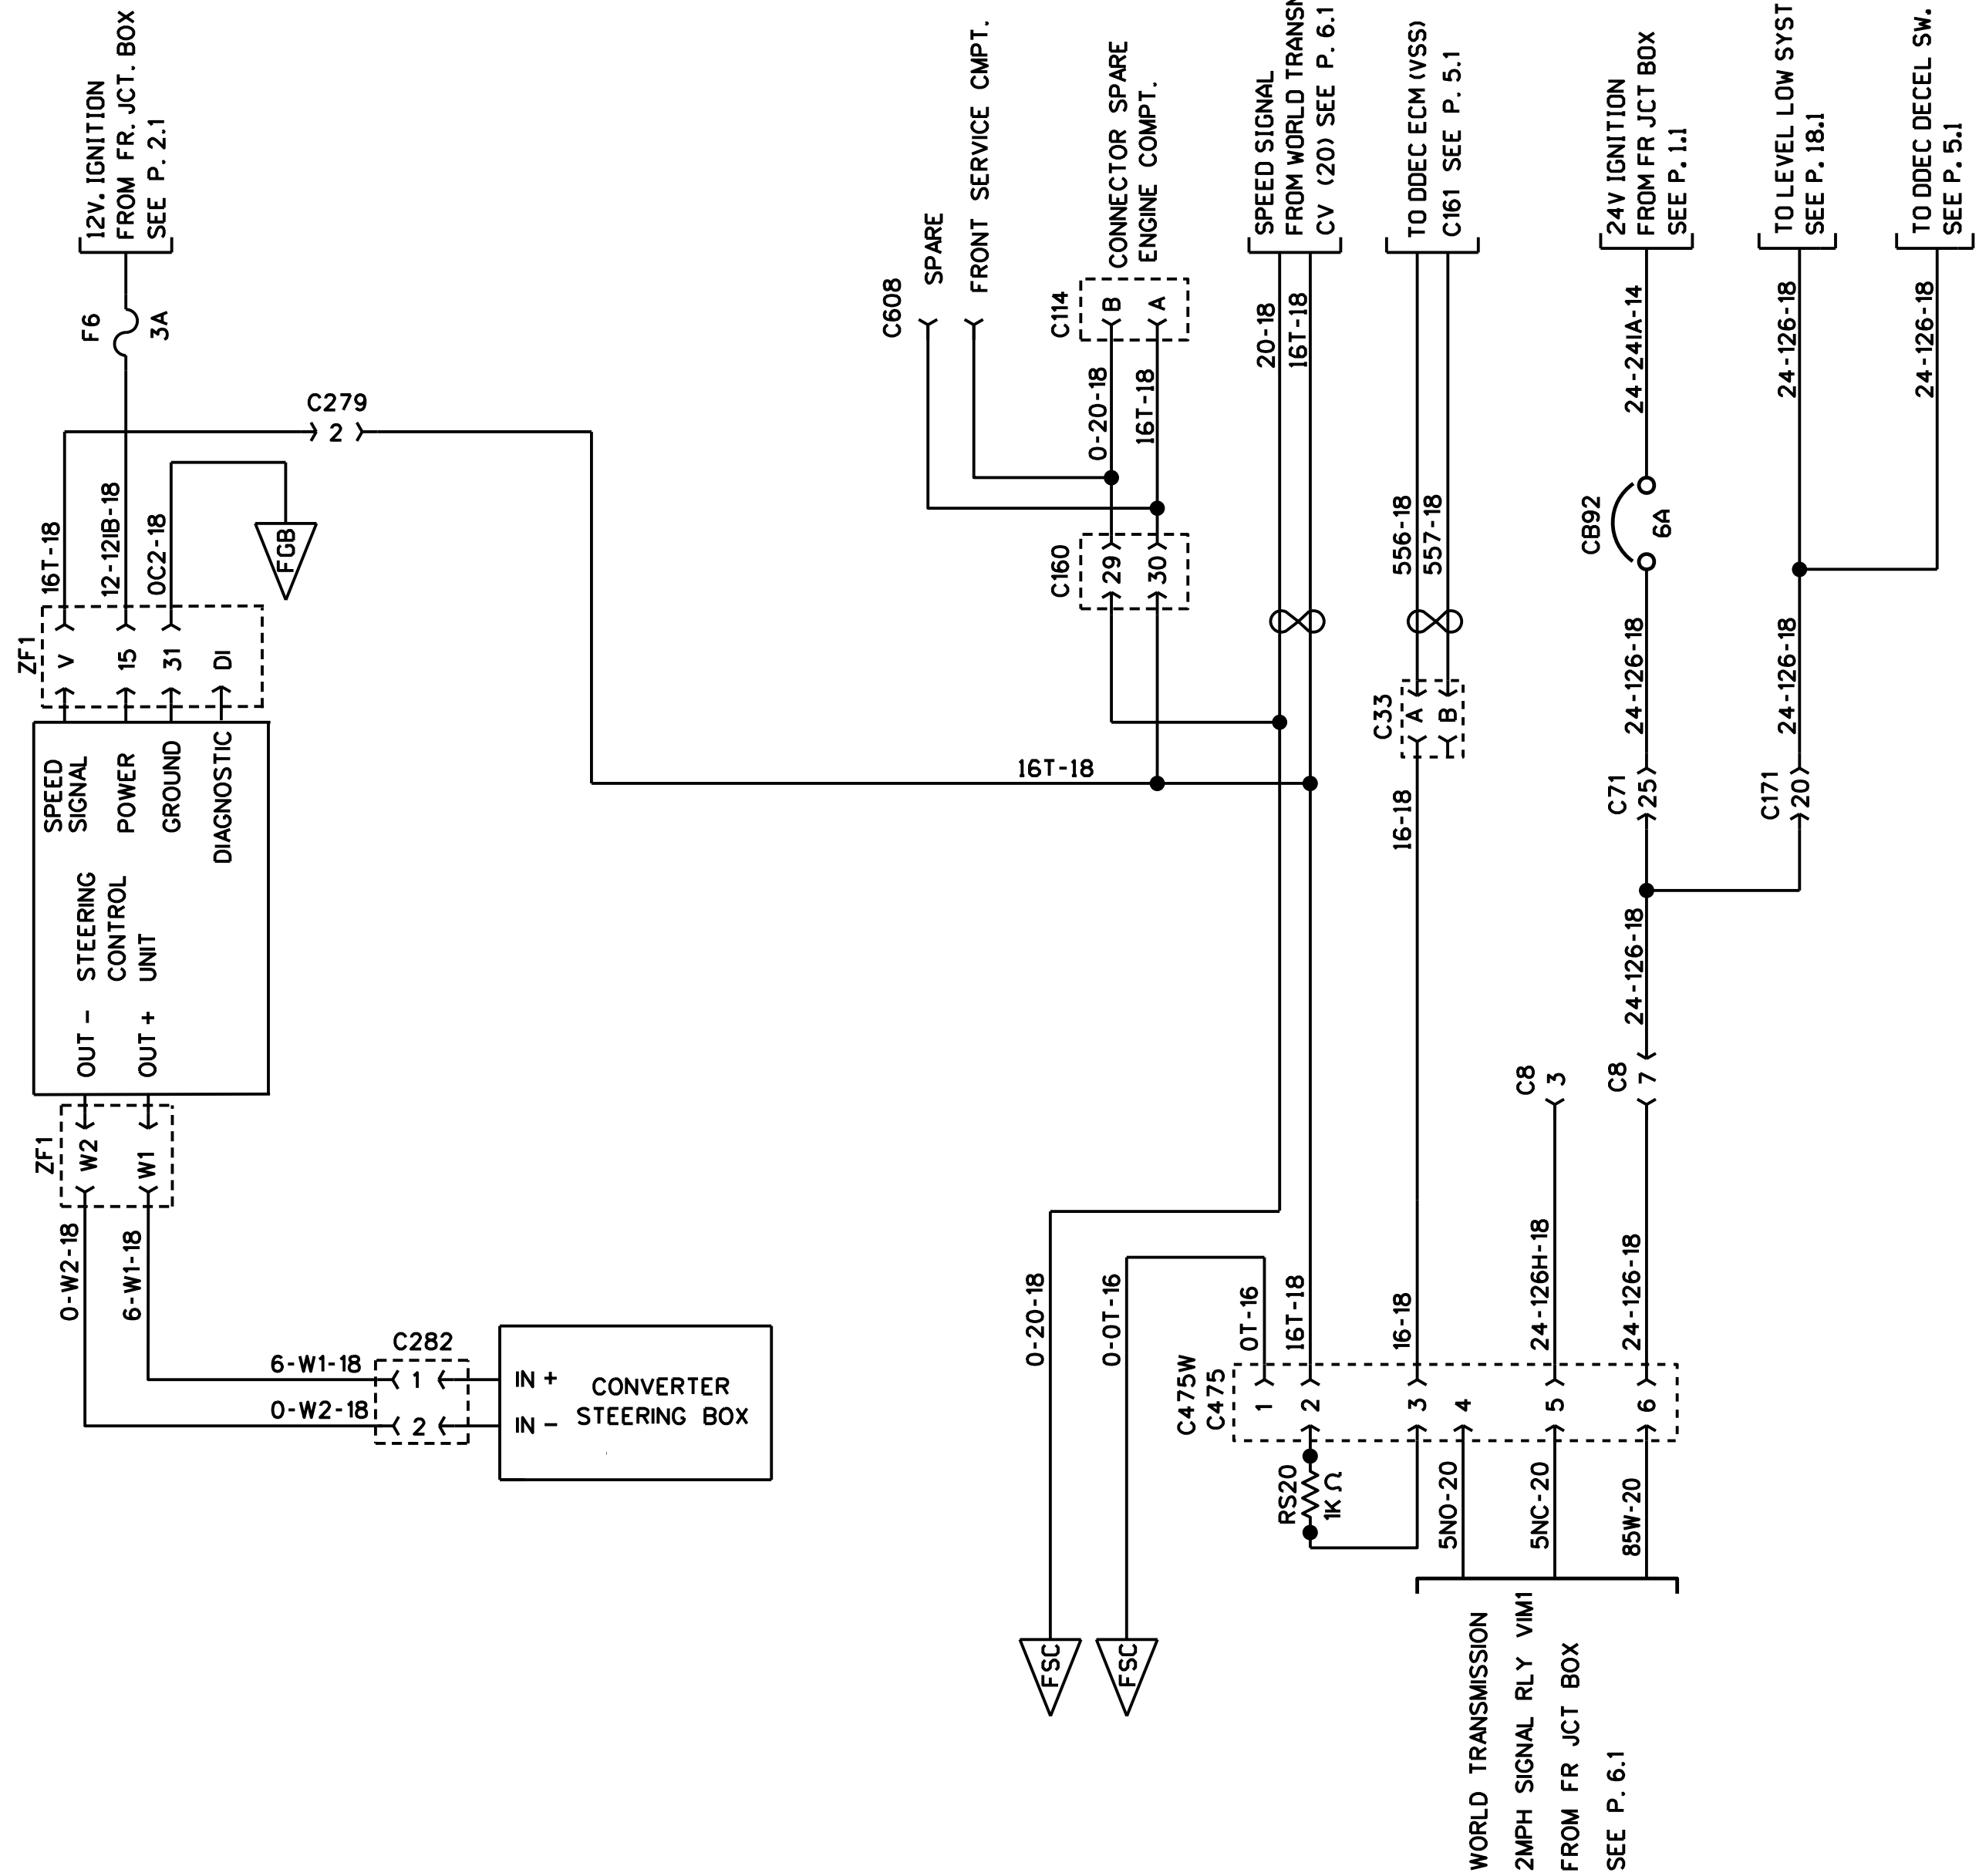 12V. IGNITION
FROM FR. JCT. BOX
SEE P. 2.1
F6
3A
C279
2
16T-18
12-12IB-18
0C2-18
FGB
ZF1
V
15
31
DI
SPEED
SIGNAL
POWER
GROUND
DIAGNOSTIC
OUT - STEERING
CONTROL
OUT + UNIT
ZF1
W2
W1
0-W2-18
6-W1-18
6-W1-18
0-W2-18
C282
1
2
IN +
IN -
CONVERTER
STEERING BOX
C608
SPARE
FRONT SERVICE CMPT.
CONNECTOR SPARE
ENGINE COMPT.
C114
B
A
0-20-18
16T-18
C160
29
30
16T-18
SPEED SIGNAL
FROM WORLD
CV (20) SEE P. 6.1
20-18
16T-18
TO DDEC ECM (VSS)
C161 SEE P. 5.1
556-18
557-18
C33
A
B
16-18
24V IGNITION
FROM FR JCT BOX
SEE P. 1.1
24-24IA-14
CB92
6A
24-126-18
C71
25
24-126-18
C8
7
C8
3
TO LEVEL LOW SYST
SEE P. 18.1
24-126-18
24-126-18
C171
20
TO DDEC DECEL SW.
SEE P. 5.1
24-126-18
0-20-18
0-0T-16
FSC
FSC
0T-16
16T-18
16-18
24-126H-18
24-126-18
C475W
C475
1
2
3
4
5
6
RS20
1K Ω
5NO-20
5NC-20
85W-20
WORLD TRANSMISSION
2MPH SIGNAL RLY VIM1
FROM FR JCT BOX
SEE P. 6.1